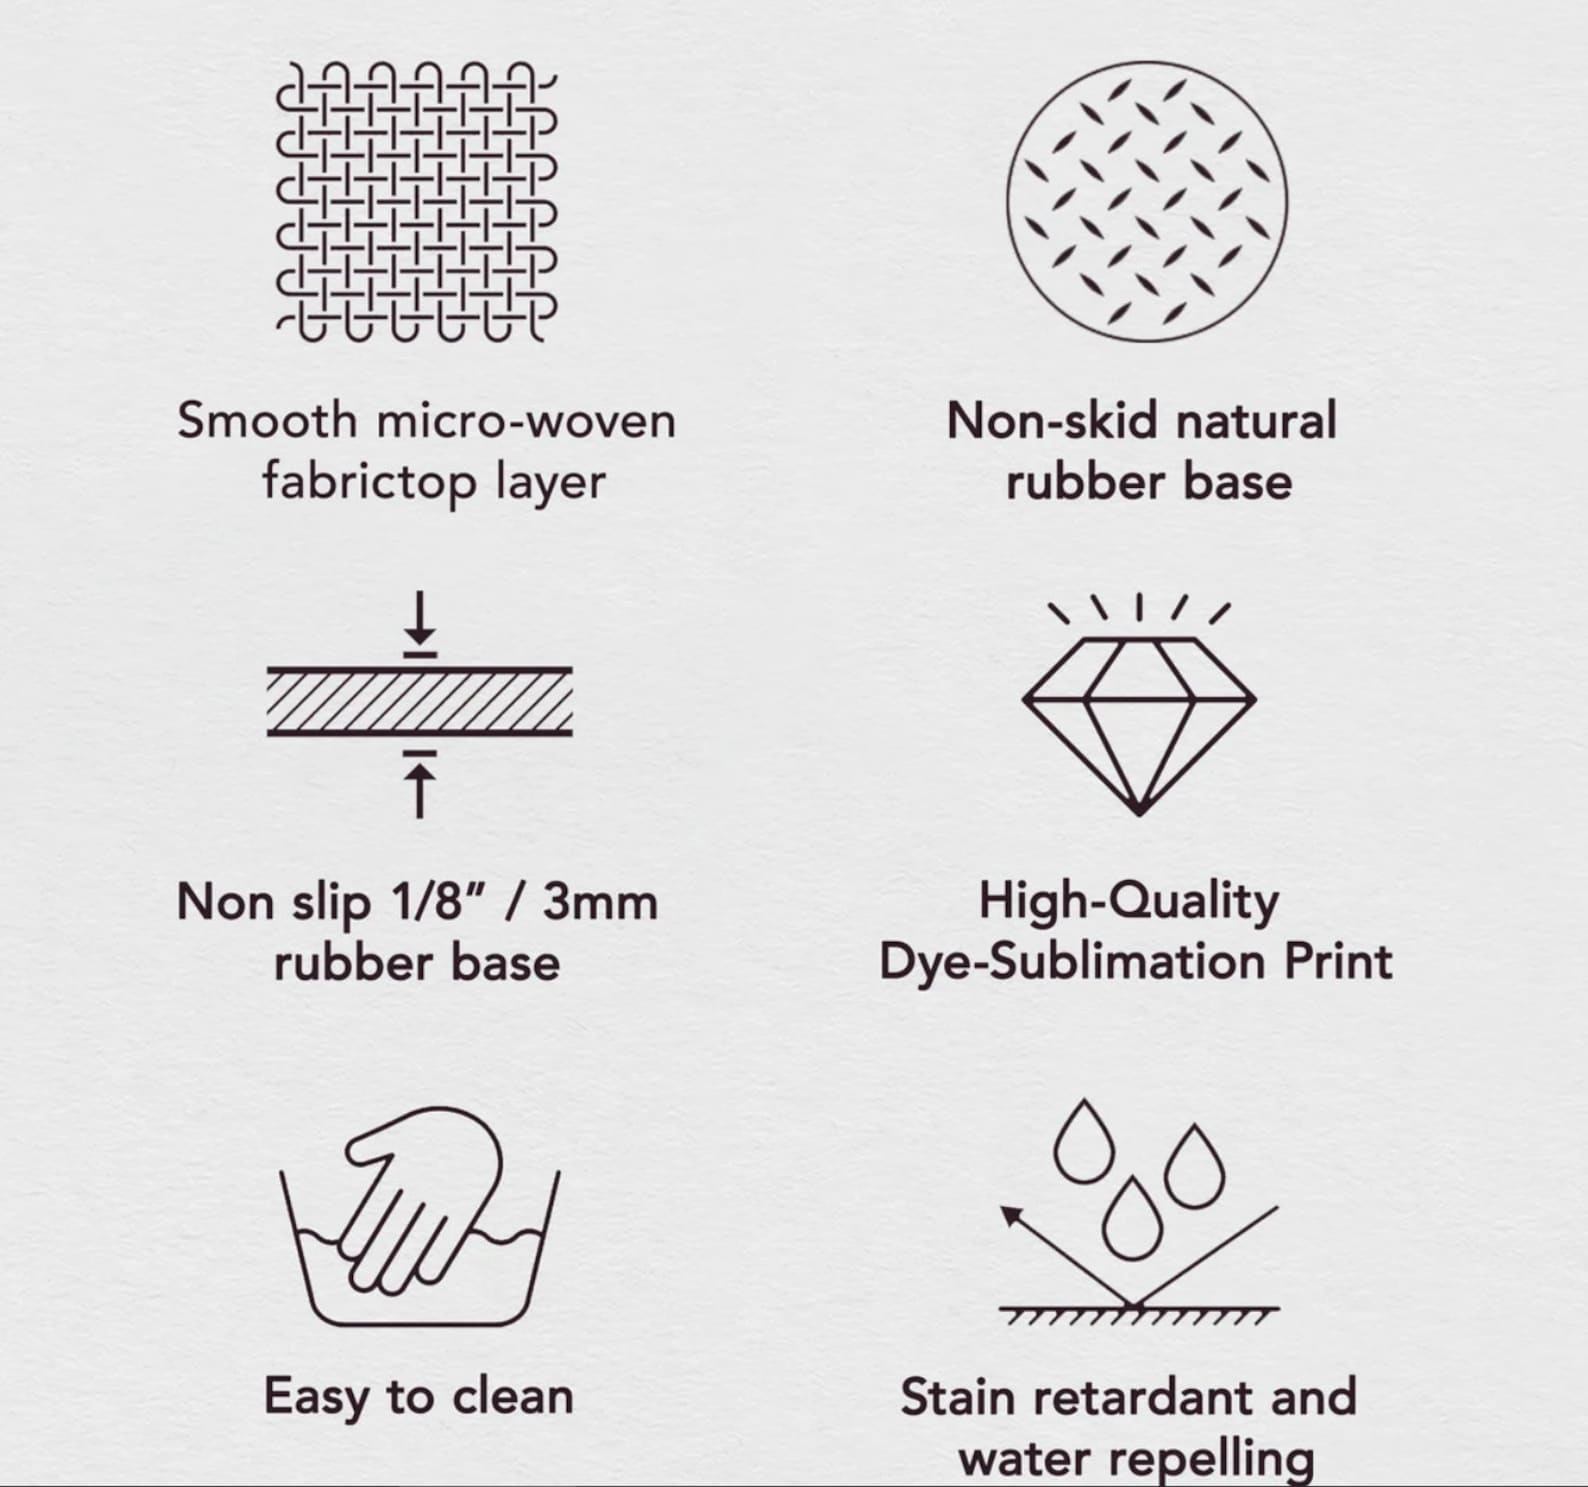 Smooth micro-woven
fabrictop layer
Non-skid natural
rubber base
Non slip 1/8” / 3mm
rubber base
High-Quality
Dye-Sublimation Print
Easy to clean
Stain retardant and
water repelling